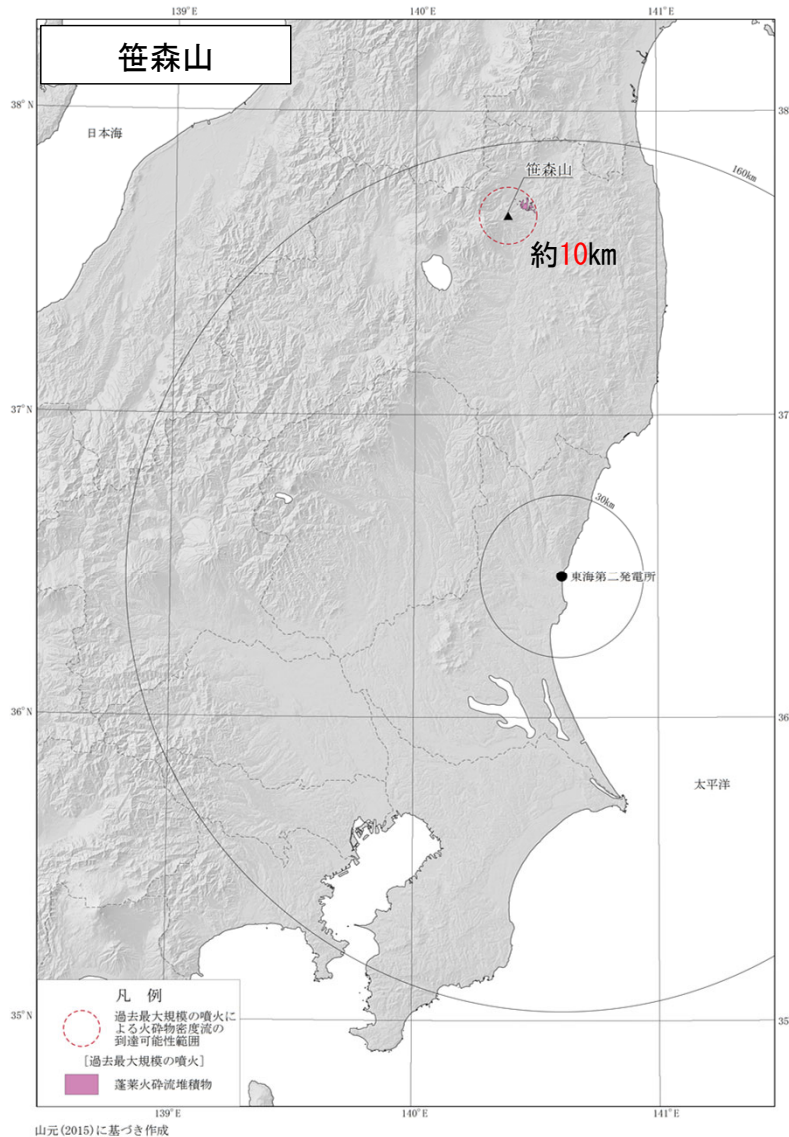 139°E
140°E
141°E
笹森山
38°N
38
日本海
160km
笹森山
約10km
37°N
37
30km
東海第二発電所
36°N
36
太平洋
凡 例
過去最大規模の噴火に
よる火砕物密度流の
到達可能性範囲
[過去最大規模の噴火]
蓬莱火砕流堆積物
35°N
35
139°E
140°E
141°E
山元(2015)に基づき作成